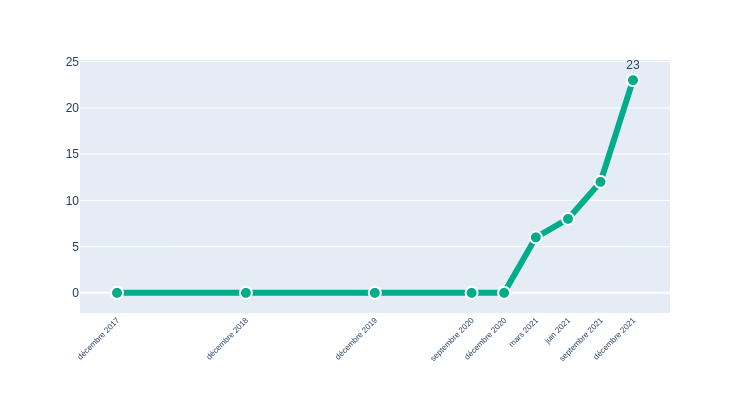 25
23
20
15
10
5
0
décembre 2017
décembre 2018
décembre 2019
septembre 2020
décembre 2020
mars 2021
juin 2021
septembre 2021
décembre 2021